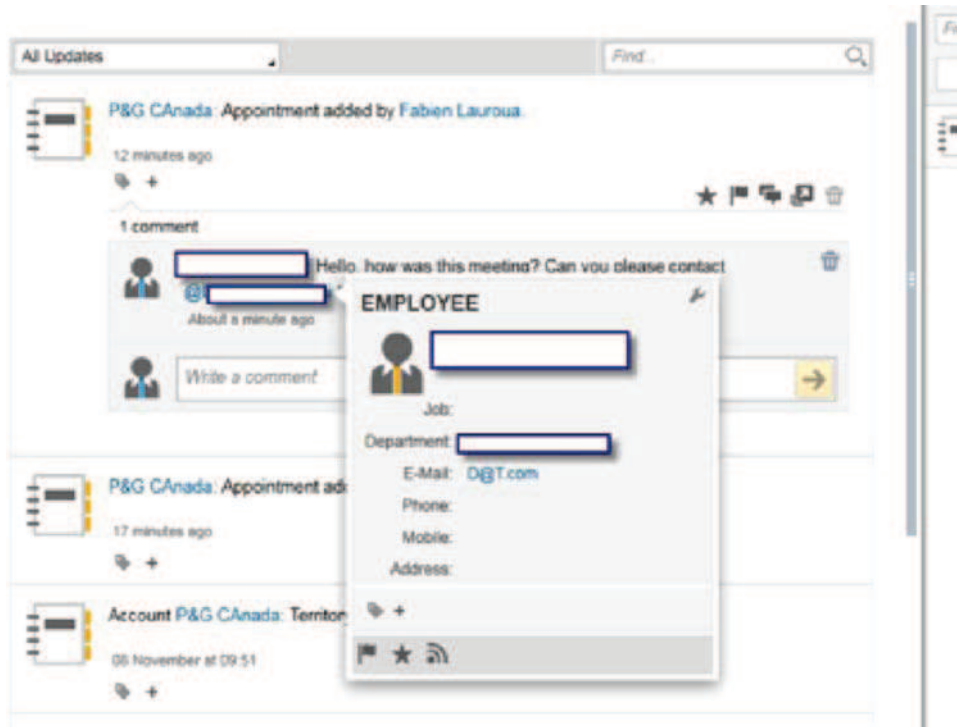 All Updates
Find...
P&G CAnada: Appointment added by Fabien Lauroua.
12 minutes ago
+
1 comment
Hello, how was this meeting? Can you please contact
@
About a minute ago
Write a comment
EMPLOYEE
Job:
Department:
E-Mail: D@T.com
Phone:
Mobile:
Address:
+
P&G CAnada: Appointment
17 minutes ago
+
Account P&G CAnada:
08 November at 09:51
+